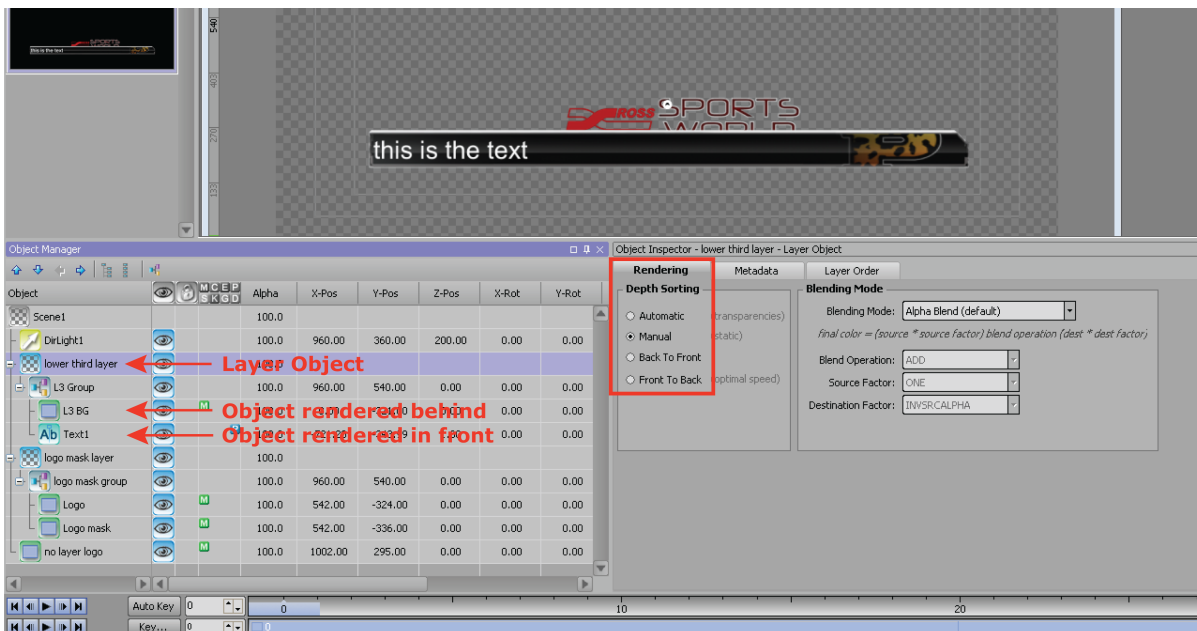 this is the text
SPORTS
540
403
270
133
ROSS SPORTS
WORLD
this is the text
Object Manager
Object Inspector - lower third layer - Layer Object
Rendering Metadata Layer Order
Object M C E P Alpha X-Pos Y-Pos Z-Pos X-Rot Y-Rot
S K G D
Depth Sorting Blending Mode
Scene1 100.0
Automatic (transparencies) Blending Mode: Alpha Blend (default)
DirLight1 100.0 960.00 360.00 200.00 0.00 0.00
Manual (static) final color = (source * source factor) blend operation (dest * dest factor)
lower third layer Layer Object
Back To Front Blend Operation: ADD
L3 Group 100.0 960.00 540.00 0.00 0.00 0.00
Front To Back (optimal speed) Source Factor: ONE
L3 BG M Object rendered behind 0.00 0.00
Destination Factor: INVSRCALPHA
Ab Text1 Object rendered in front 0.00 0.00
logo mask layer 100.0
logo mask group 100.0 960.00 540.00 0.00 0.00 0.00
Logo M 100.0 542.00 -324.00 0.00 0.00 0.00
Logo mask M 100.0 542.00 -336.00 0.00 0.00 0.00
no layer logo M 100.0 1002.00 295.00 0.00 0.00 0.00
Auto Key 0 0 10 20
Key... 0 0